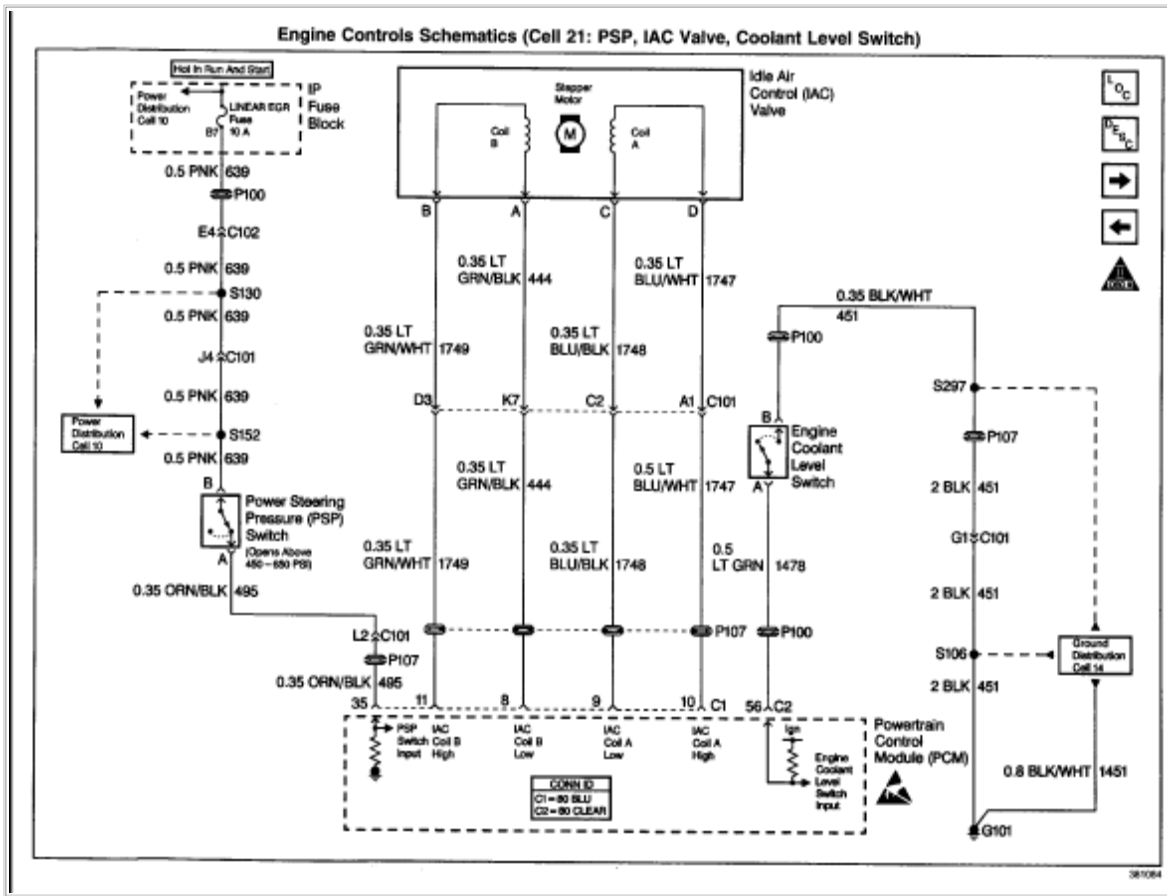 Engine Controls Schematics (Cell 21: PSP, IAC Valve, Coolant Level Switch)
Hot In Run And Start
Power
Distribution
Cell 10
LINEAR EGR
Fuse
10 A
B7
IP
Fuse
Block
0.5 PNK 639
P100
E4 C102
0.5 PNK 639
S130
0.5 PNK 639
J4 C101
0.5 PNK 639
Power
Distribution
Cell 10
S152
0.5 PNK 639
B
Power Steering
Pressure (PSP)
Switch
(Opens Above
450 – 650 PSI)
A
0.35 ORN/BLK 495
L2 C101
P107
0.35 ORN/BLK 495
Stepper
Motor
Coil
B
M
Coil
A
Idle Air
Control (IAC)
Valve
B A C D
0.35 LT
GRN/BLK 444
0.35 LT
BLU/WHT 1747
0.35 LT
GRN/WHT 1749
0.35 LT
BLU/BLK 1748
D3 K7 C2 A1 C101
0.35 LT
GRN/BLK 444
0.5 LT
BLU/WHT 1747
0.35 LT
GRN/WHT 1749
0.35 LT
BLU/BLK 1748
P107
0.35 BLK/WHT
451
P100
B
Engine
Coolant
Level
Switch
A
0.5
LT GRN 1478
P100
S297
P107
2 BLK 451
G1 C101
2 BLK 451
S106
Ground
Distribution
Cell 14
2 BLK 451
0.8 BLK/WHT 1451
G101
35 11 8 9 10 C1 56 C2
PSP
Switch
Input
IAC
Coil B
High
IAC
Coil B
Low
IAC
Coil A
Low
IAC
Coil A
High
Ign
Engine
Coolant
Level
Switch
Input
Powertrain
Control
Module (PCM)
CONN ID
C1 = 80 BLU
C2 = 80 CLEAR
LOC
DESC
II
OBD II
381084